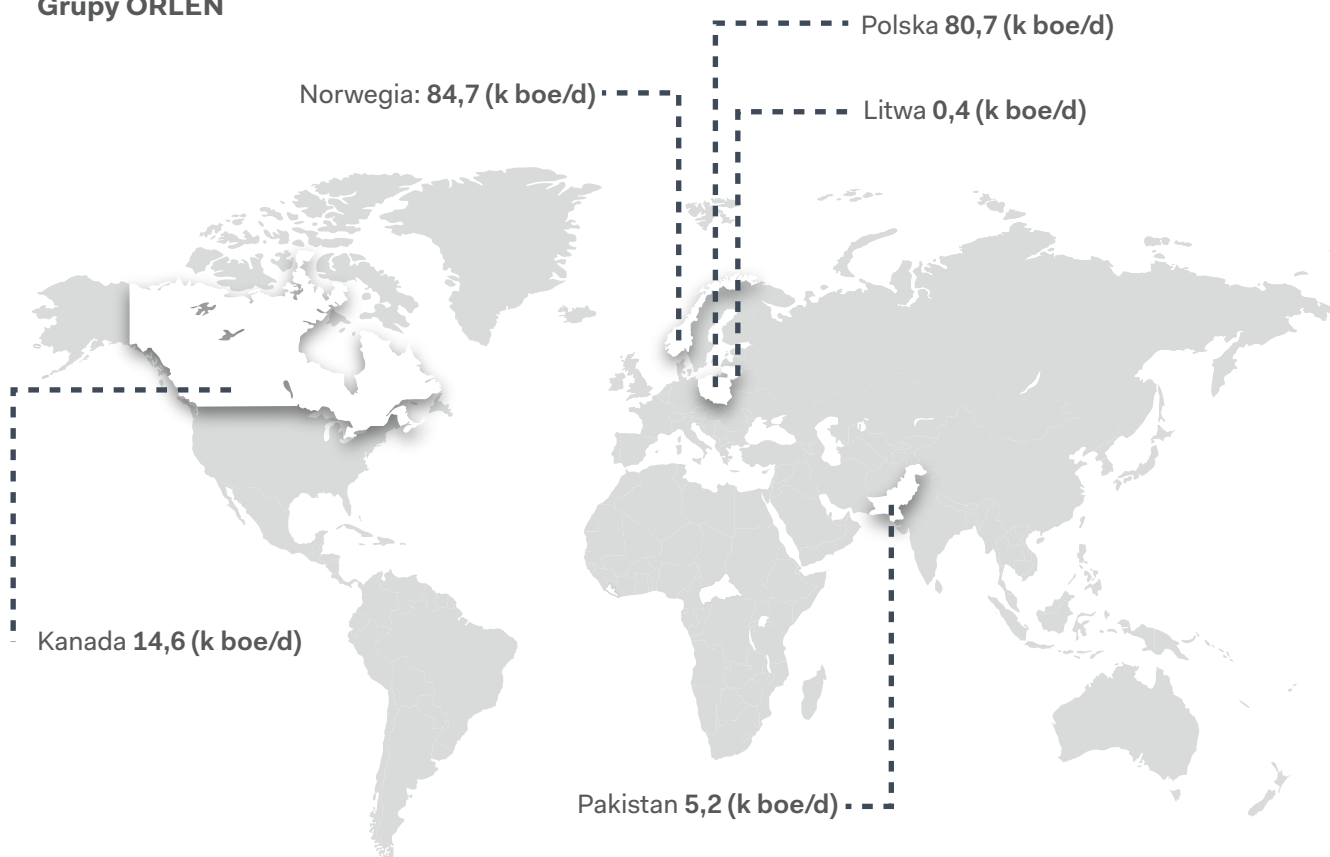 Grupy ORLEN
Polska 80,7 (k boe/d)
Norwegia: 84,7 (k boe/d)
Litwa 0,4 (k boe/d)
Kanada 14,6 (k boe/d)
Pakistan 5,2 (k boe/d)